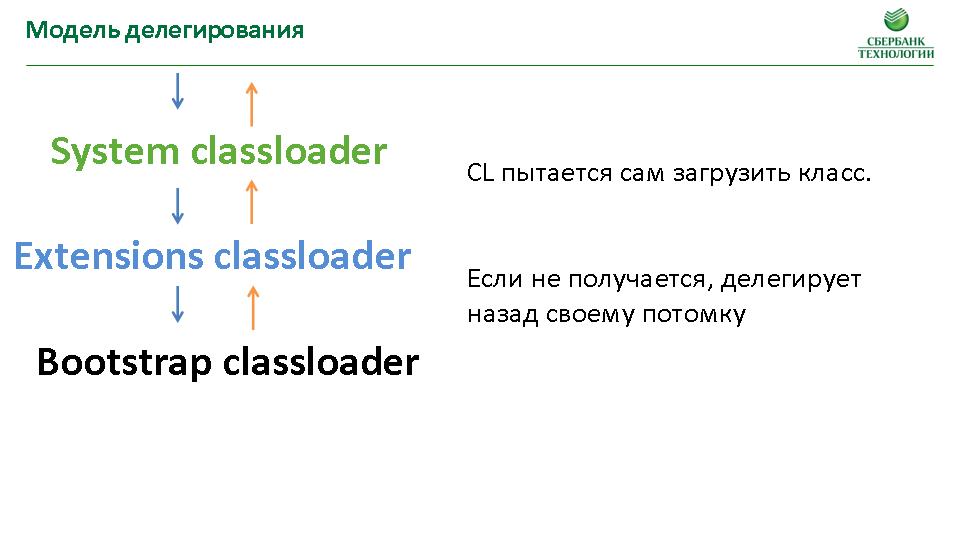 Модель делегирования
СБЕРБАНК
ТЕХНОЛОГИИ
System classloader
CL пытается сам загрузить класс.
Extensions classloader
Если не получается, делегирует
назад своему потомку
Bootstrap classloader